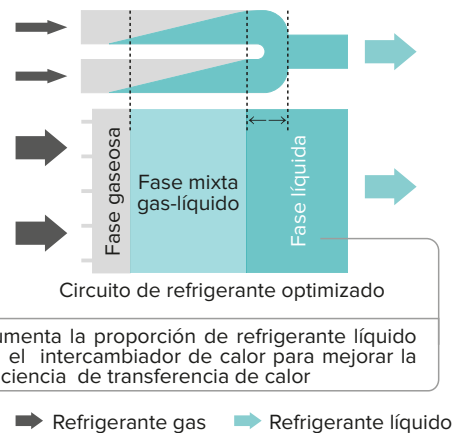 Fase gaseosa
Fase mixta
gas-líquido
Fase líquida
Circuito de refrigerante optimizado
umenta la proporción de refrigerante líquido
el intercambiador de calor para mejorar la
ciencia de transferencia de calor
Refrigerante gas
Refrigerante líquido